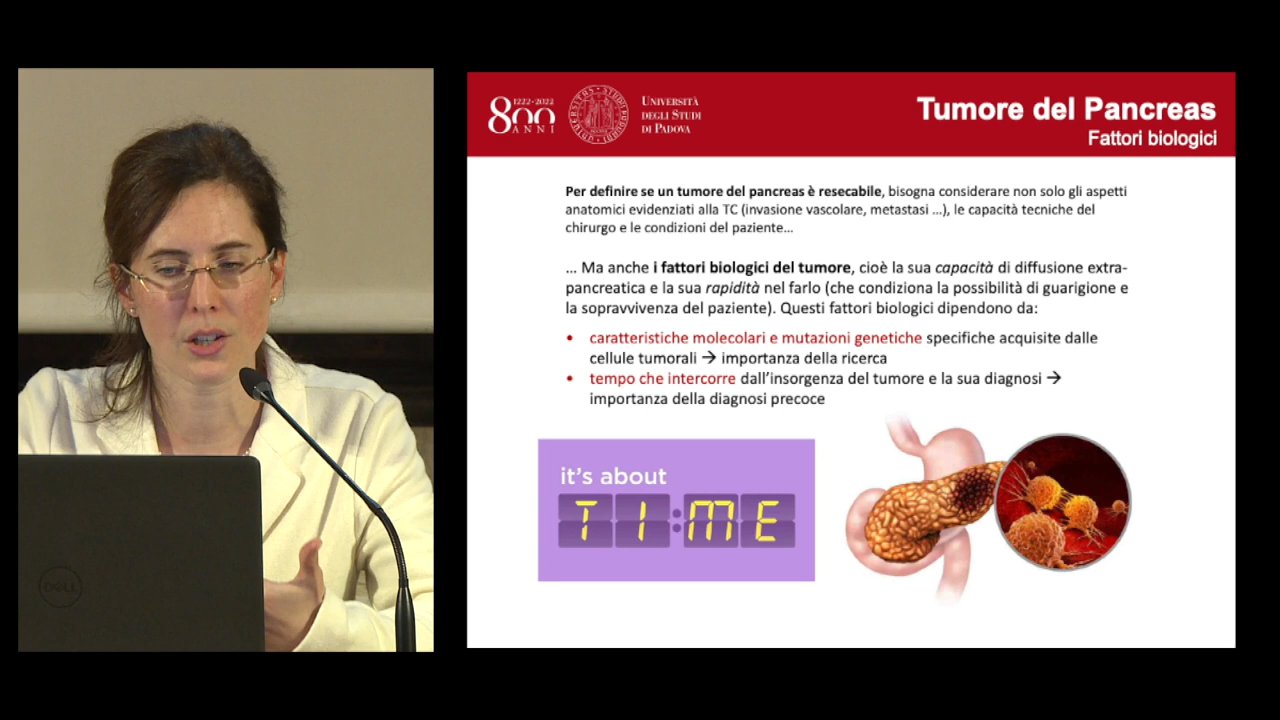 1222-2022
800
ANNI
UNIVERSITÀ
DEGLI STUDI
DI PADOVA
Tumore del Pancreas
Fattori biologici
Per definire se un tumore del pancreas è resecabile, bisogna considerare non solo gli aspetti
anatomici evidenziati alla TC (invasione vascolare, metastasi ...), le capacità tecniche del
chirurgo e le condizioni del paziente...
... Ma anche i fattori biologici del tumore, cioè la sua capacità di diffusione extra-
pancreatica e la sua rapidità nel farlo (che condiziona la possibilità di guarigione e
la sopravvivenza del paziente). Questi fattori biologici dipendono da:
• caratteristiche molecolari e mutazioni genetiche specifiche acquisite dalle
cellule tumorali → importanza della ricerca
• tempo che intercorre dall'insorgenza del tumore e la sua diagnosi →
importanza della diagnosi precoce
it's about
T I:ME
DELL